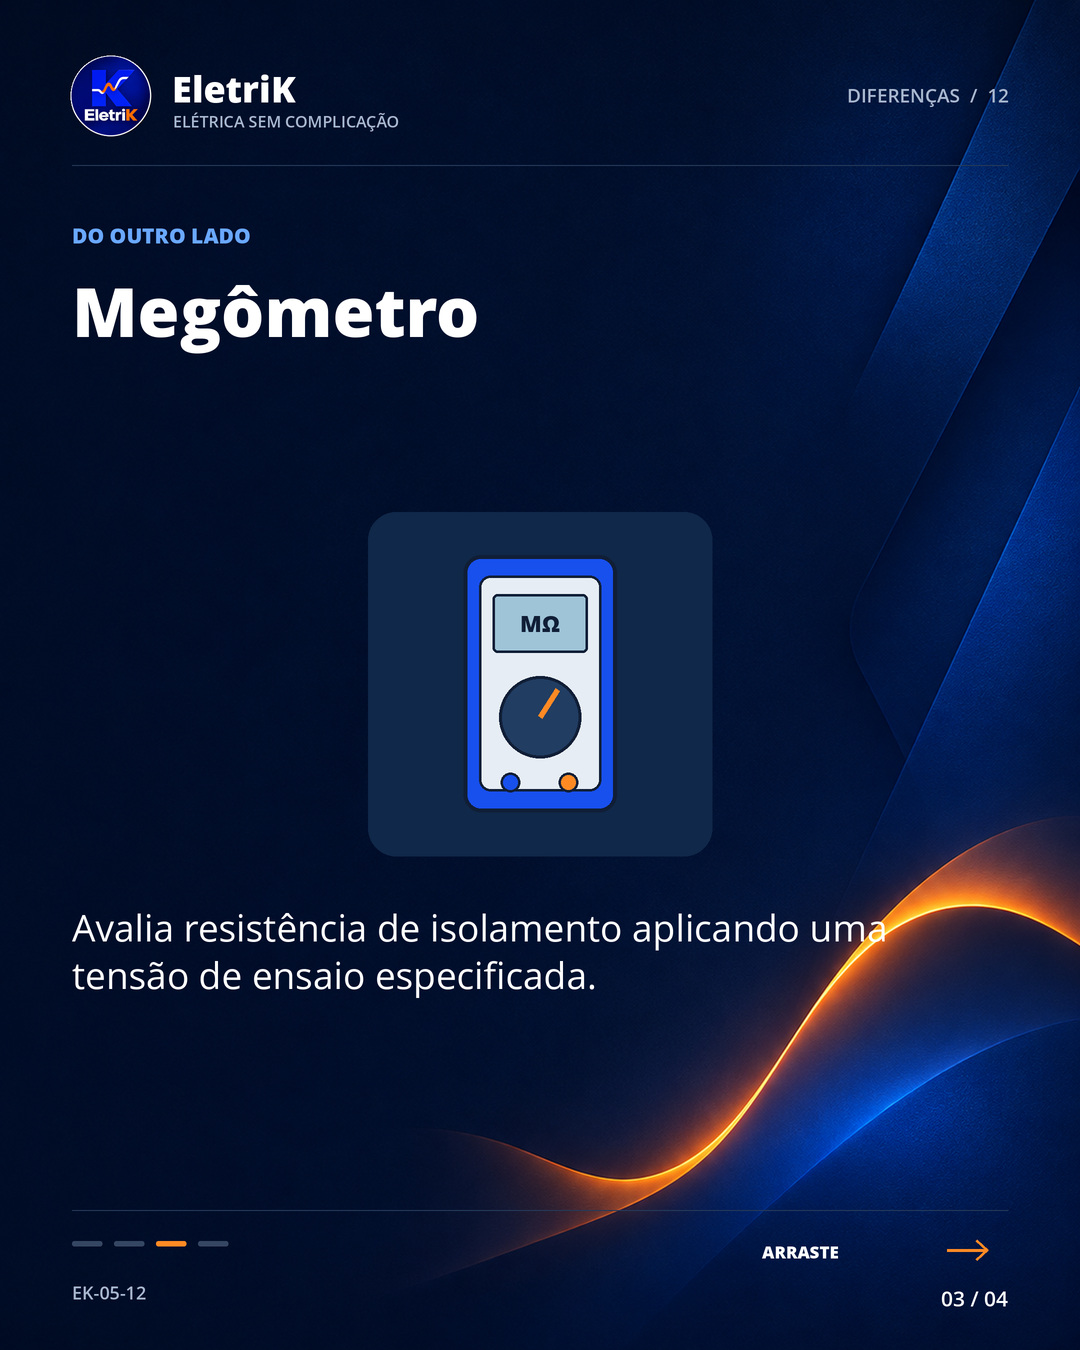 EletriK
EletriK
ELÉTRICA SEM COMPLICAÇÃO
DIFERENÇAS / 12
DO OUTRO LADO
Megômetro
MΩ
Avalia resistência de isolamento aplicando uma
tensão de ensaio especificada.
ARRASTE
EK-05-12
03 / 04